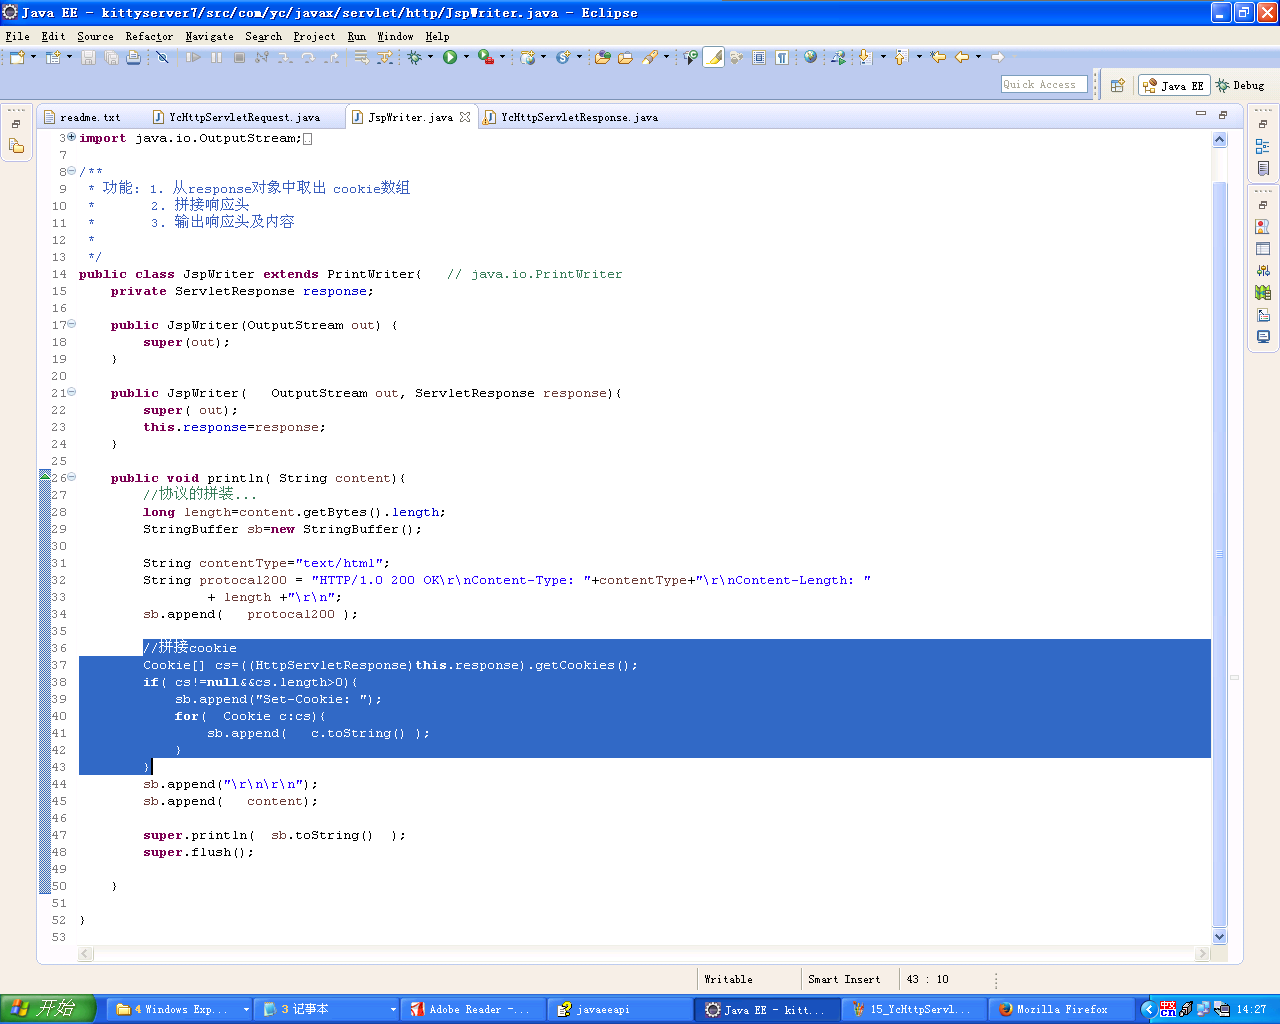 Java EE - kittyserver7/src/com/yc/javax/servlet/http/JspWriter.java - Eclipse
File Edit Source Refactor Navigate Search Project Run Window Help
Quick Access
Java EE
Debug
readme.txt
YcHttpServletRequest.java
JspWriter.java
YcHttpServletResponse.java
3 import java.io.OutputStream;
7
8 /**
9 * 功能: 1. 从response对象中取出 cookie数组
10 * 2. 拼接响应头
11 * 3. 输出响应头及内容
12 *
13 */
14 public class JspWriter extends PrintWriter{ // java.io.PrintWriter
15 private ServletResponse response;
16
17 public JspWriter(OutputStream out) {
18 super(out);
19 }
20
21 public JspWriter( OutputStream out, ServletResponse response){
22 super( out);
23 this.response=response;
24 }
25
26 public void println( String content){
27 //协议的拼装...
28 long length=content.getBytes().length;
29 StringBuffer sb=new StringBuffer();
30
31 String contentType="text/html";
32 String protocal200 = "HTTP/1.0 200 OK\r\nContent-Type: "+contentType+"\r\nContent-Length: "
33 + length +"\r\n";
34 sb.append( protocal200 );
35
36 //拼接cookie
37 Cookie[] cs=((HttpServletResponse)this.response).getCookies();
38 if( cs!=null&&cs.length>0){
39 sb.append("Set-Cookie: ");
40 for( Cookie c:cs){
41 sb.append( c.toString() );
42 }
43 }
44 sb.append("\r\n\r\n");
45 sb.append( content);
46
47 super.println( sb.toString() );
48 super.flush();
49
50 }
51
52 }
53
Writable
Smart Insert
43 : 10
开始
4 Windows Exp...
3 记事本
Adobe Reader -...
javaeeapi
Java EE - kitt...
15_YcHttpServl...
Mozilla Firefox
14:27